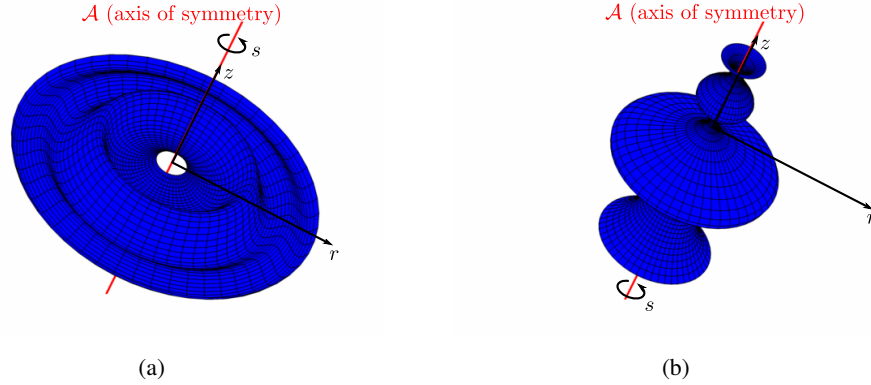 𝒜 (axis of symmetry)
s
z
r
(a)
𝒜 (axis of symmetry)
z
r
s
(b)